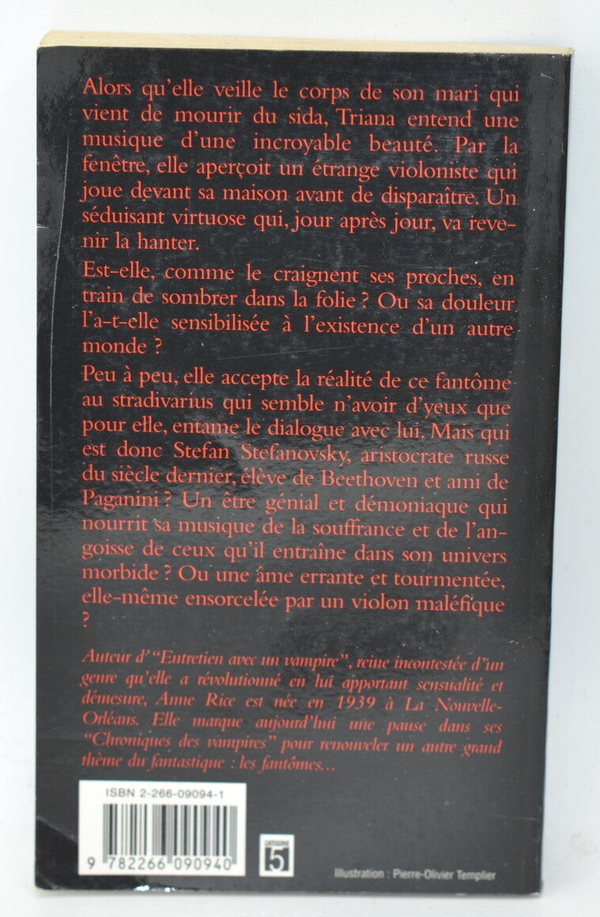 Alors qu'elle veille le corps de son mari qui
vient de mourir du sida, Triana entend une
musique d'une incroyable beauté. Par la
fenêtre, elle aperçoit un étrange violoniste qui
joue devant sa maison avant de disparaître. Un
séduisant virtuose qui, jour après jour, va reve-
nir la hanter.
Est-elle, comme le craignent ses proches, en
train de sombrer dans la folie ? Ou sa douleur
l'a-t-elle sensibilisée à l'existence d'un autre
monde ?
Peu à peu, elle accepte la réalité de ce fantôme
au stradivarius qui semble n'avoir d'yeux que
pour elle, entame le dialogue avec lui. Mais qui
est donc Stefan Stefanovsky, aristocrate russe
du siècle dernier, élève de Beethoven et ami de
Paganini ? Un être génial et démoniaque qui
nourrit sa musique de la souffrance et de l'an-
goisse de ceux qu'il entraîne dans son univers
morbide ? Ou une âme errante et tourmentée,
elle-même ensorcelée par un violon maléfique
?
Auteur d'"Entretien avec un vampire", reine incontestée d'un
genre qu'elle a révolutionné en lui apportant sensualité et
démesure, Anne Rice est née en 1939 à La Nouvelle-
Orléans. Elle marque aujourd'hui une pause dans ses
"Chroniques des vampires" pour renouveler un autre grand
thème du fantastique : les fantômes...
ISBN 2-266-09094-1
9 782266 090940
CATÉGORIE
5
Illustration : Pierre-Olivier Templier